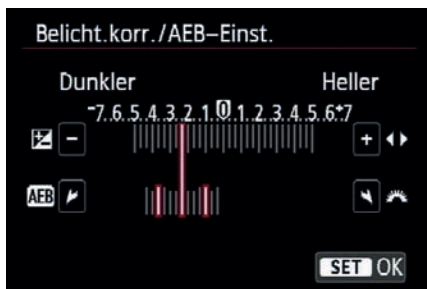 Belicht.korr./AEB-Einst.
Dunkler Heller
-7..6..5..4..3..2..1..0..1..2..3..4..5..6.+7
- +
AEB
SET OK